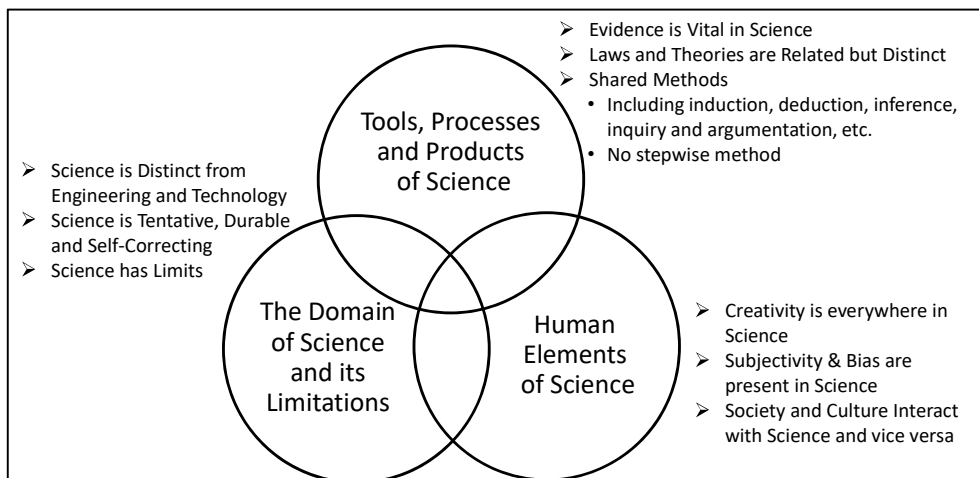 ➢ Evidence is Vital in Science
➢ Laws and Theories are Related but Distinct
➢ Shared Methods
• Including induction, deduction, inference,
inquiry and argumentation, etc.
• No stepwise method
Tools, Processes
and Products
of Science
➢ Science is Distinct from
Engineering and Technology
➢ Science is Tentative, Durable
and Self-Correcting
➢ Science has Limits
The Domain
of Science
and its
Limitations
Human
Elements
of Science
➢ Creativity is everywhere in
Science
➢ Subjectivity & Bias are
present in Science
➢ Society and Culture Interact
with Science and vice versa